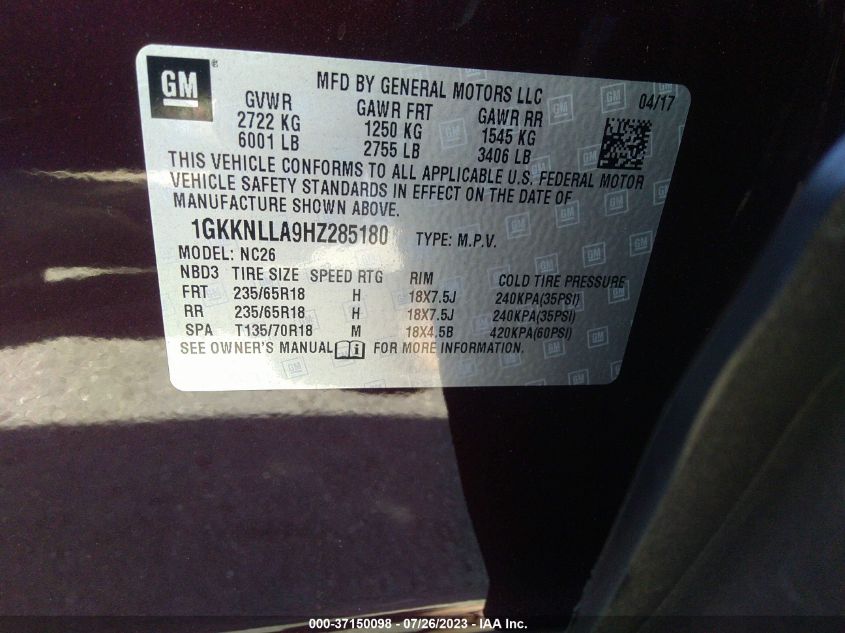 GM ®
MFD BY GENERAL MOTORS LLC
04/17
GVWR GAWR FRT GAWR RR
2722 KG 1250 KG 1545 KG
6001 LB 2755 LB 3406 LB
THIS VEHICLE CONFORMS TO ALL APPLICABLE U.S. FEDERAL MOTOR
VEHICLE SAFETY STANDARDS IN EFFECT ON THE DATE OF
MANUFACTURE SHOWN ABOVE.
1GKKNLLA9HZ285180 TYPE: M.P.V.
MODEL: NC26
NBD3 TIRE SIZE SPEED RTG RIM COLD TIRE PRESSURE
FRT 235/65R18 H 18X7.5J 240KPA(35PSI)
RR 235/65R18 H 18X7.5J 240KPA(35PSI)
SPA T135/70R18 M 18X4.5B 420KPA(60PSI)
SEE OWNER'S MANUAL FOR MORE INFORMATION.
000-37150098 - 07/26/2023 - IAA Inc.